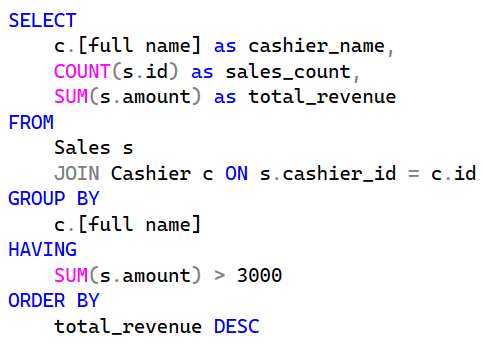 SELECT
    c.[full name] as cashier_name,
    COUNT(s.id) as sales_count,
    SUM(s.amount) as total_revenue
FROM
    Sales s
    JOIN Cashier c ON s.cashier_id = c.id
GROUP BY
    c.[full name]
HAVING
    SUM(s.amount) > 3000
ORDER BY
    total_revenue DESC